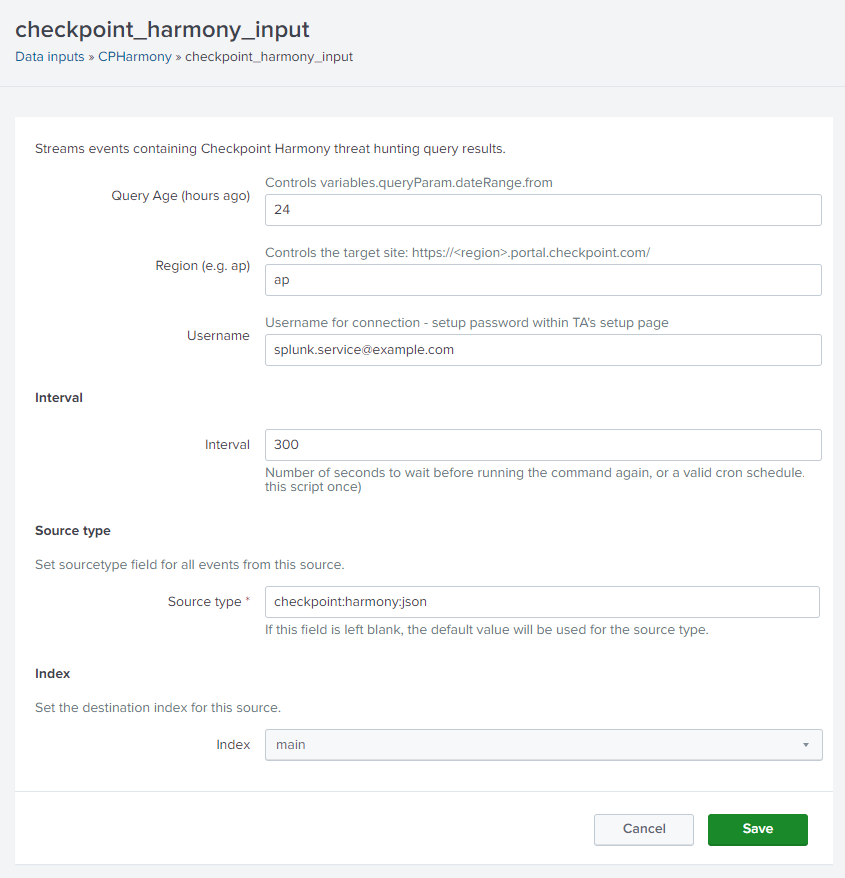 checkpoint_harmony_input
Data inputs » CPHarmony » checkpoint_harmony_input
Streams events containing Checkpoint Harmony threat hunting query results.
Controls variables.queryParam.dateRange.from
Query Age (hours ago)
24
Controls the target site: https://<region>.portal.checkpoint.com/
Region (e.g. ap)
ap
Username for connection - setup password within TA's setup page
Username
splunk.service@example.com
Interval
Interval
300
Number of seconds to wait before running the command again, or a valid cron schedule.
this script once)
Source type
Set sourcetype field for all events from this source.
Source type *
checkpoint:harmony:json
If this field is left blank, the default value will be used for the source type.
Index
Set the destination index for this source.
Index
main
Cancel
Save